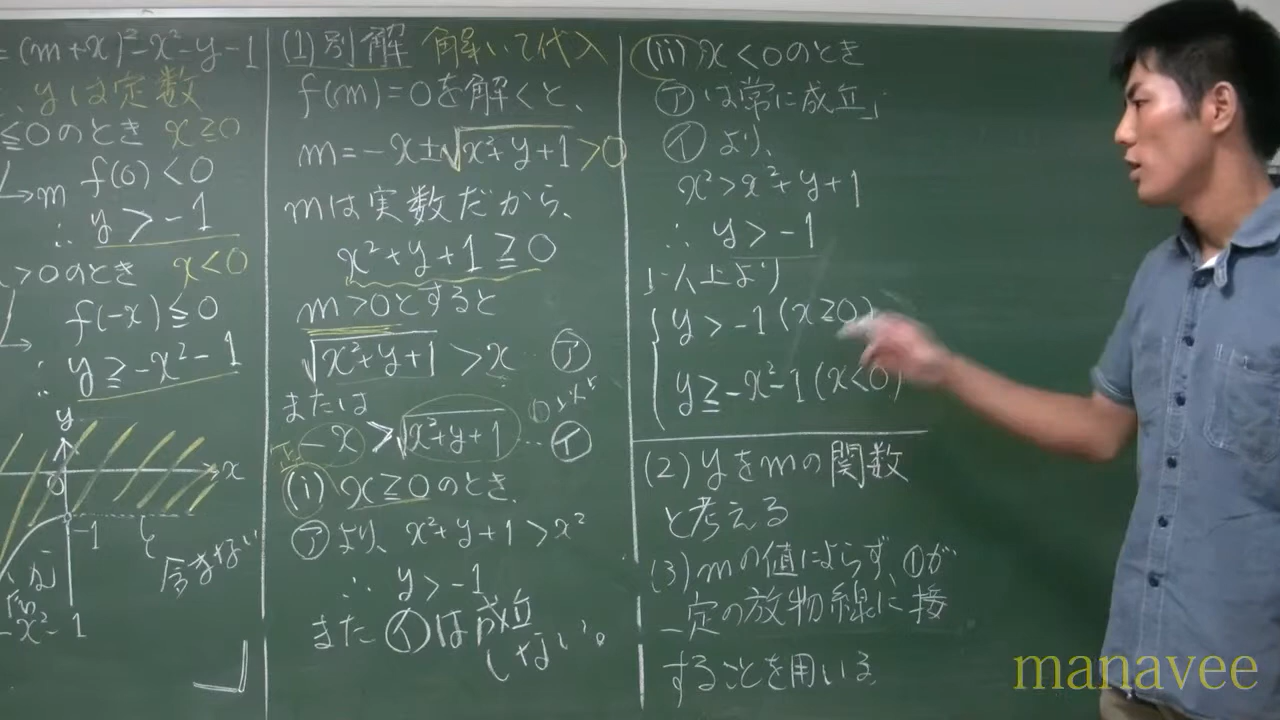 =(m+x)²-x²-y-1
yは定数
≦0のとき x≧0
→m f(0)<0
∴ y>-1
>0のとき x<0
f(-x)≦0
∴ y≧-x²-1
y
x
O
-1
含まない
-x²-1
(1)別解 解いて代入
f(m)=0を解くと、
m=-x±√x²+y+1 >0
mは実数だから、
x²+y+1≧0
m>0とすると
√x²+y+1 >x …㋐
または
-x>√x²+y+1 …㋑
(i) x≧0のとき、
㋐より、x²+y+1>x²
∴ y>-1
また㋑は成立
しない。
(ii) x<0のとき
㋐は常に成立」
㋑より、
x²>x²+y+1
∴ y>-1
以上より
y>-1 (x≧0)
y≧-x²-1 (x<0)
(2) yをmの関数
と考える
(3) mの値によらず、①が
一定の放物線に接
することを用いる
manavee